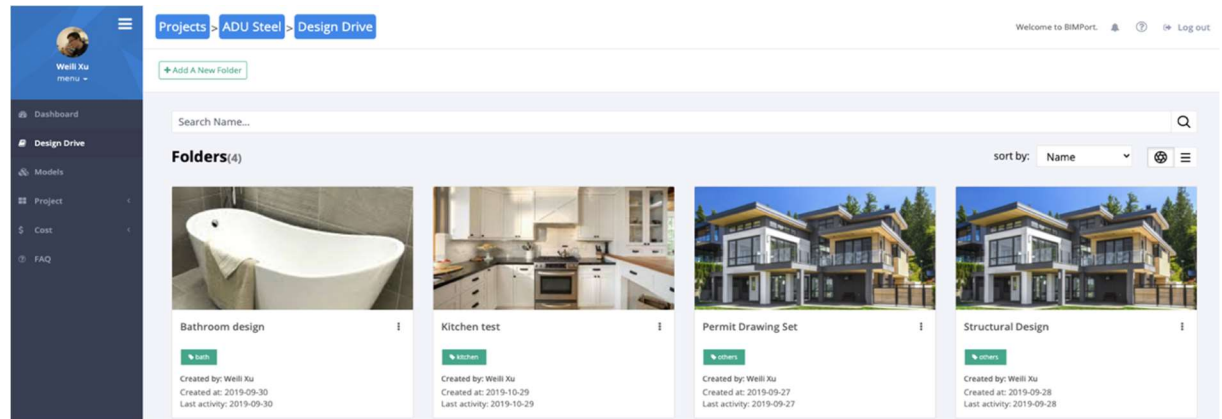 Projects > ADU Steel > Design Drive
Welcome to BIMPort.
Log out
Weili Xu
menu
+ Add A New Folder
Dashboard
Design Drive
Models
Project
$ Cost
FAQ
Search Name...
Folders(4)
sort by: Name
Bathroom design
bath
Created by: Weili Xu
Created at: 2019-09-30
Last activity: 2019-09-30
Kitchen test
kitchen
Created by: Weili Xu
Created at: 2019-10-29
Last activity: 2019-10-29
Permit Drawing Set
others
Created by: Weili Xu
Created at: 2019-09-27
Last activity: 2019-09-27
Structural Design
others
Created by: Weili Xu
Created at: 2019-09-28
Last activity: 2019-09-28